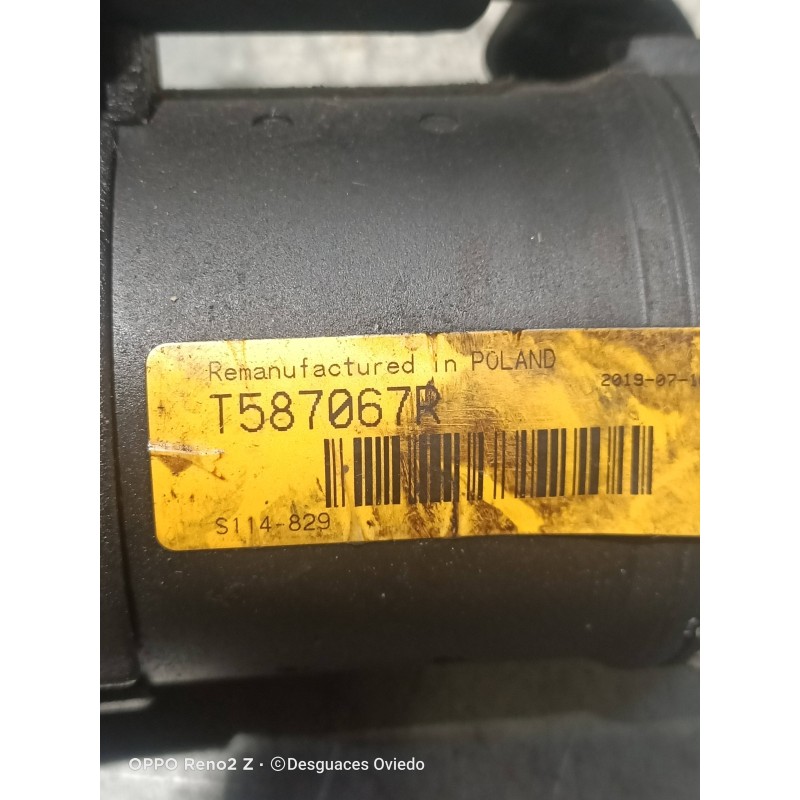 Remanufactured in POLAND
2019-07-1
T587067R
S114-829
OPPO Reno2 Z · ©Desguaces Oviedo